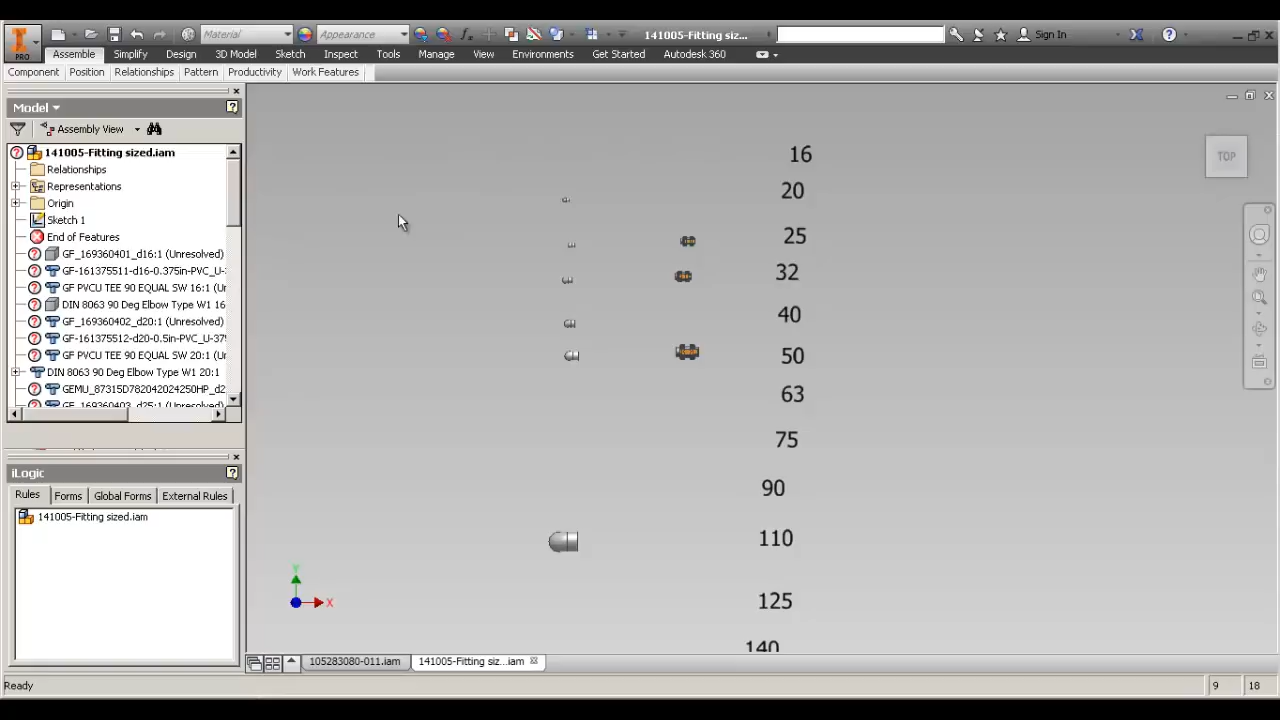 Material
Appearance
141005-Fitting siz...
Sign In
PRO
Assemble Simplify Design 3D Model Sketch Inspect Tools Manage View Environments Get Started Autodesk 360
Component Position Relationships Pattern Productivity Work Features
Model
Assembly View
141005-Fitting sized.iam
Relationships
Representations
Origin
Sketch 1
End of Features
GF_169360401_d16:1 (Unresolved)
GF-161375511-d16-0.375in-PVC_U-
GF PVCU TEE 90 EQUAL SW 16:1 (Ur
DIN 8063 90 Deg Elbow Type W1 16
GF_169360402_d20:1 (Unresolved)
GF-161375512-d20-0.5in-PVC_U-379
GF PVCU TEE 90 EQUAL SW 20:1 (Ur
DIN 8063 90 Deg Elbow Type W1 20:1
GEMU_87315D782042024250HP_d2
GF_169360403_d25:1 (Unresolved)
iLogic
Rules Forms Global Forms External Rules
141005-Fitting sized.iam
16
20
25
32
40
50
63
75
90
110
125
140
TOP
Y
X
105283080-011.iam 141005-Fitting siz...iam
Ready
9 18